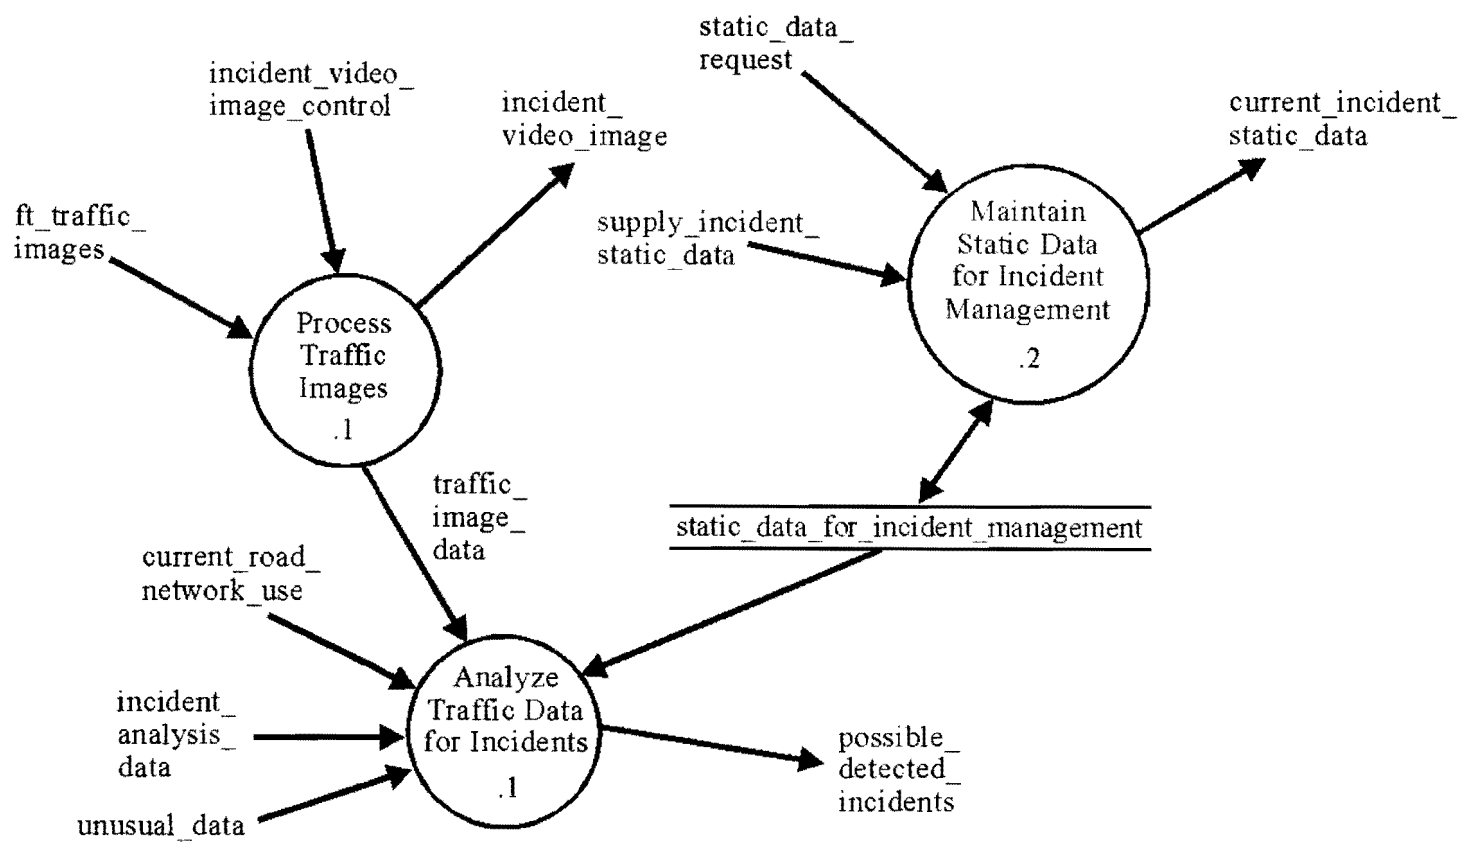 static_data_
request
incident_video_
image_control
incident_
video_image
current_incident_
static_data
ft_traffic_
images
supply_incident_
static_data
Maintain
Static Data
for Incident
Management
.2
Process
Traffic
Images
.1
traffic_
image_
data
static_data_for_incident_management
current_road_
network_use
incident_
analysis_
data
unusual_data
Analyze
Traffic Data
for Incidents
.1
possible_
detected_
incidents